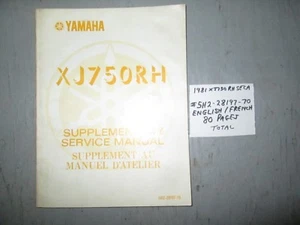 YAMAHA
XJ750RH
SUPPLEMENTARY
SERVICE MANUAL
SUPPLEMENT AU
MANUEL D'ATELIER
1981 XJ750RH SECA
#5H2-28197-70
ENGLISH/FRENCH
80 PAGES
TOTAL